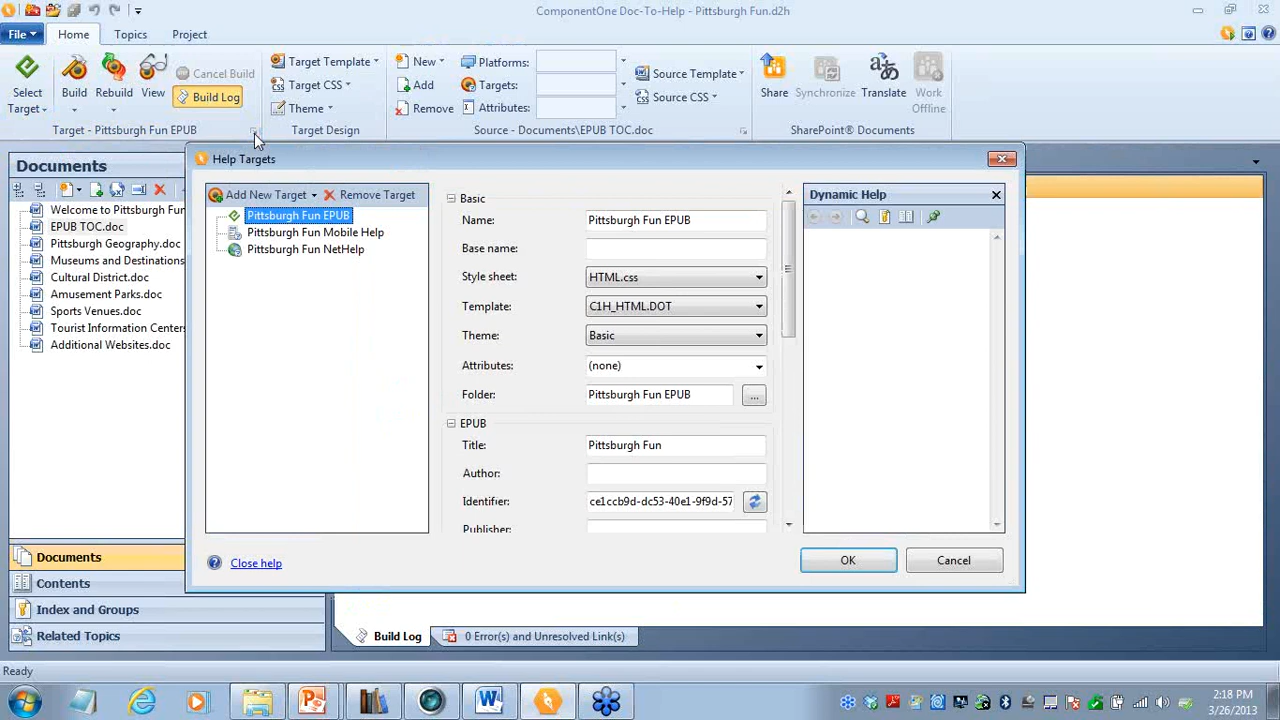 ComponentOne Doc-To-Help - Pittsburgh Fun.d2h
File Home Topics Project
Select Target Build Rebuild View Cancel Build Build Log
Target Template Target CSS Theme
New Add Remove Platforms: Targets: Attributes:
Source Template Source CSS
Share Synchronize Translate Work Offline
Target - Pittsburgh Fun EPUB Target Design Source - Documents\EPUB TOC.doc SharePoint® Documents
Documents
Welcome to Pittsburgh Fun
EPUB TOC.doc
Pittsburgh Geography.doc
Museums and Destinations
Cultural District.doc
Amusement Parks.doc
Sports Venues.doc
Tourist Information Centers
Additional Websites.doc
Documents
Contents
Index and Groups
Related Topics
Help Targets
Add New Target Remove Target
Pittsburgh Fun EPUB
Pittsburgh Fun Mobile Help
Pittsburgh Fun NetHelp
Basic
Name: Pittsburgh Fun EPUB
Base name:
Style sheet: HTML.css
Template: C1H_HTML.DOT
Theme: Basic
Attributes: (none)
Folder: Pittsburgh Fun EPUB ...
EPUB
Title: Pittsburgh Fun
Author:
Identifier: ce1ccb9d-dc53-40e1-9f9d-57
Publisher:
Dynamic Help
Close help
OK Cancel
Build Log 0 Error(s) and Unresolved Link(s)
Ready
2:18 PM
3/26/2013